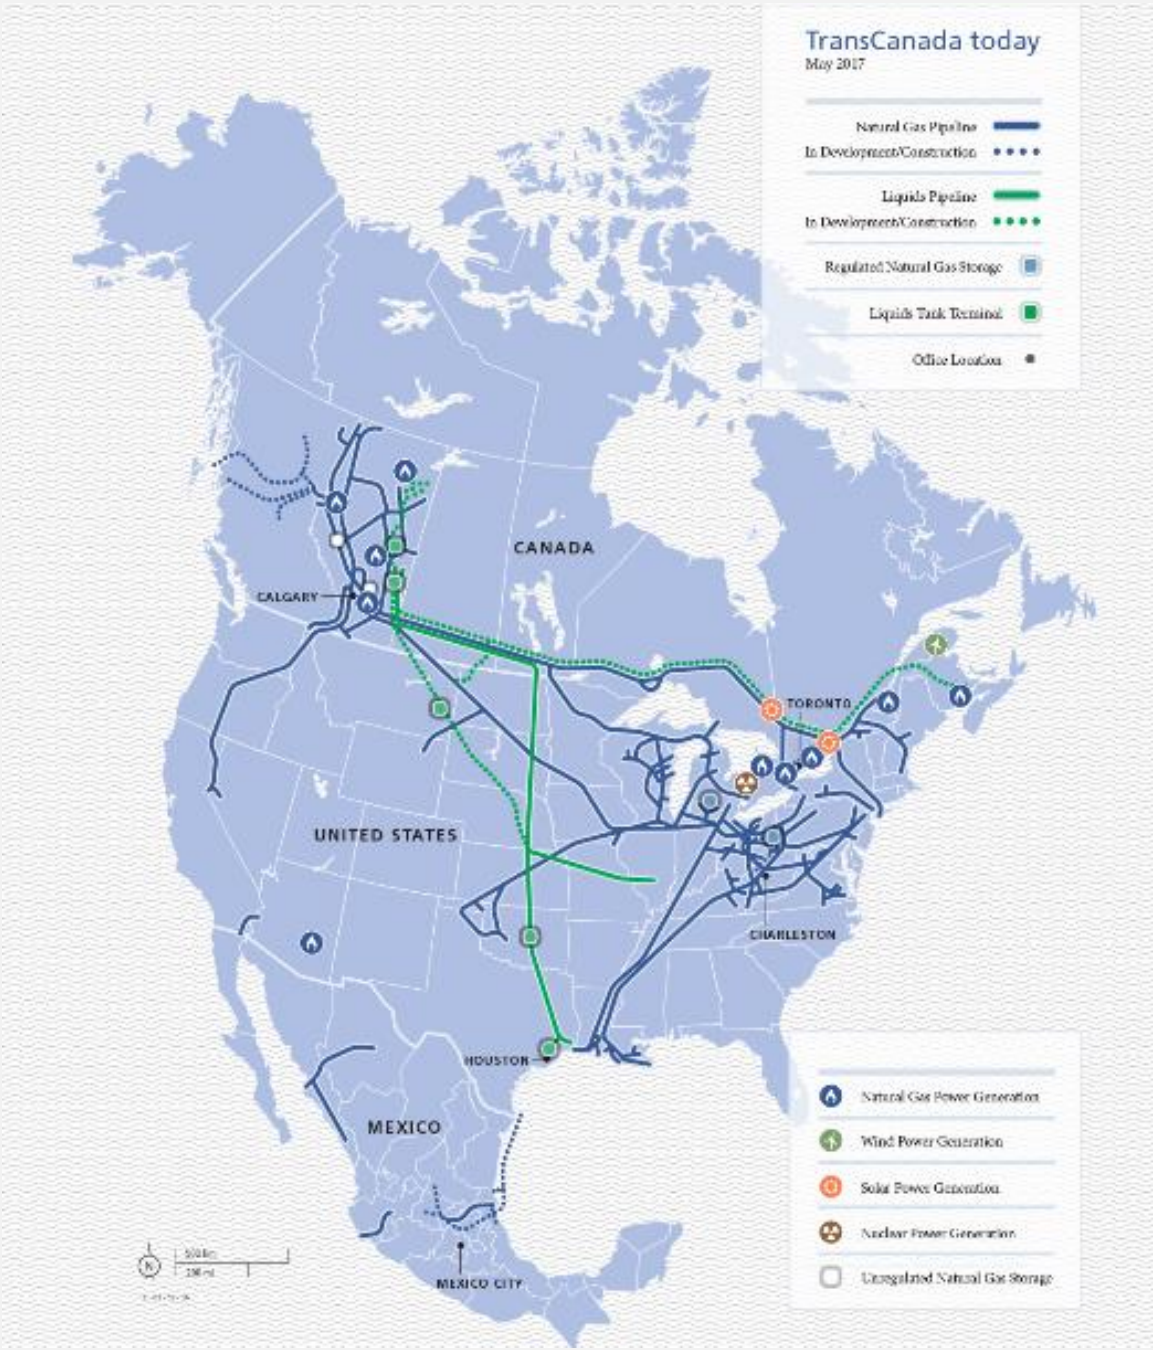 TransCanada today
May 2017
Natural Gas Pipeline
In Development/Construction
Liquids Pipeline
In Development/Construction
Regulated Natural Gas Storage
Liquids Tank Terminal
Office Location
CANADA
CALGARY
TORONTO
UNITED STATES
CHARLESTON
HOUSTON
MEXICO
MEXICO CITY
Natural Gas Power Generation
Wind Power Generation
Solar Power Generation
Nuclear Power Generation
Unregulated Natural Gas Storage
N